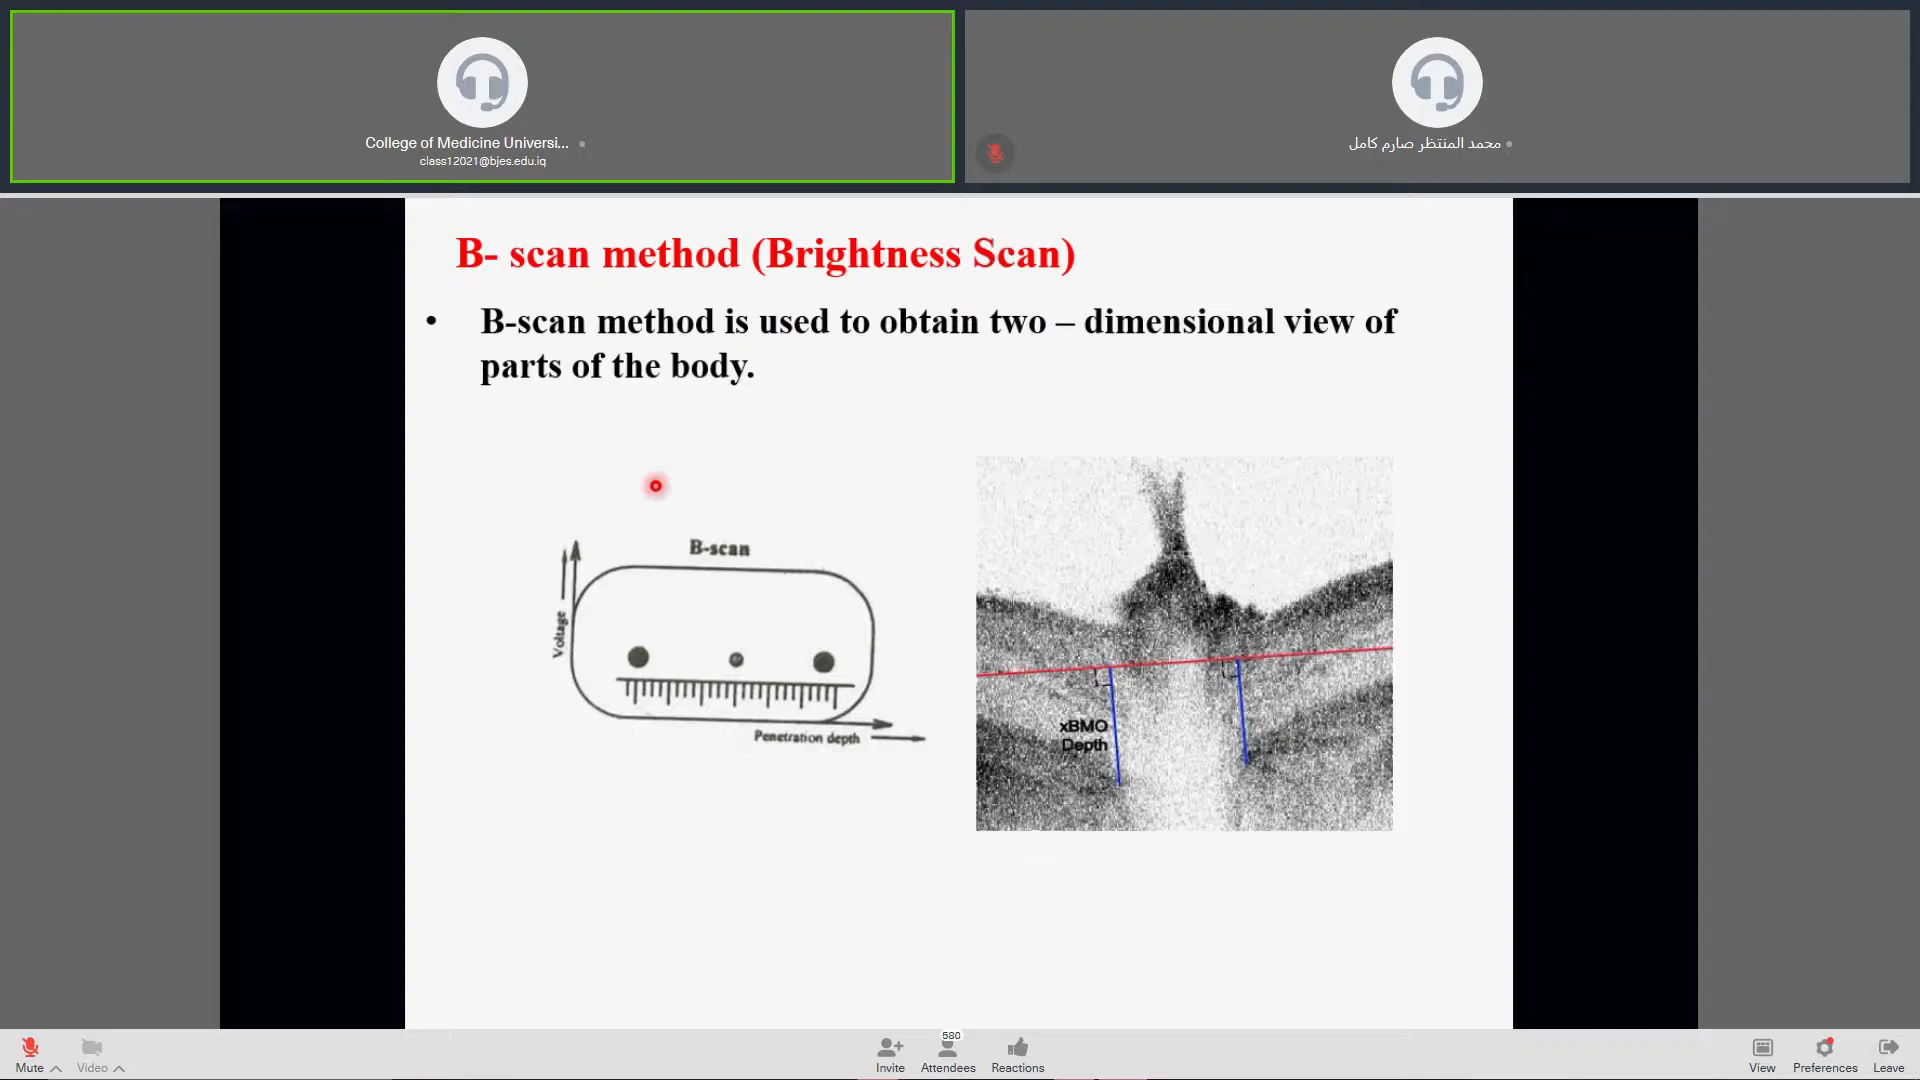 College of Medicine Universi...
class12021@bjes.edu.iq
محمد المنتظر صارم كامل
B- scan method (Brightness Scan)
• B-scan method is used to obtain two – dimensional view of
parts of the body.
B-scan
Voltage
Penetration depth
xBMO
Depth
580
Mute
Video
Invite
Attendees
Reactions
View
Preferences
Leave